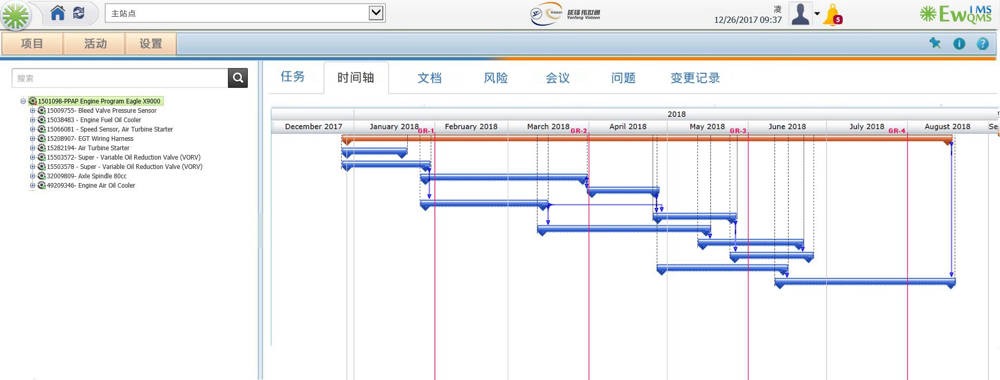 主站点
延锋伟世通
Yanfeng Visteon
Visteon
凌
12/26/2017 09:37
5
Ew IMS
QMS
项目
活动
设置
搜索
1501098-PPAP Engine Program Eagle X9000
15009755- Bleed Valve Pressure Sensor
15038483 - Engine Fuel Oil Cooler
15066081 - Speed Sensor, Air Turbine Starter
15208907- EGT Wiring Harness
15282194- Air Turbine Starter
15503572- Super - Variable Oil Reduction Valve (VORV)
15503578 - Super - Variable Oil Reduction Valve (VORV)
32009809- Axle Spindle 80cc
49209346- Engine Air Oil Cooler
任务
时间轴
文档
风险
会议
问题
变更记录
2018
December 2017
January 2018
February 2018
March 2018
April 2018
May 2018
June 2018
July 2018
August 2018
Se
GR-1
GR-2
GR-3
GR-4